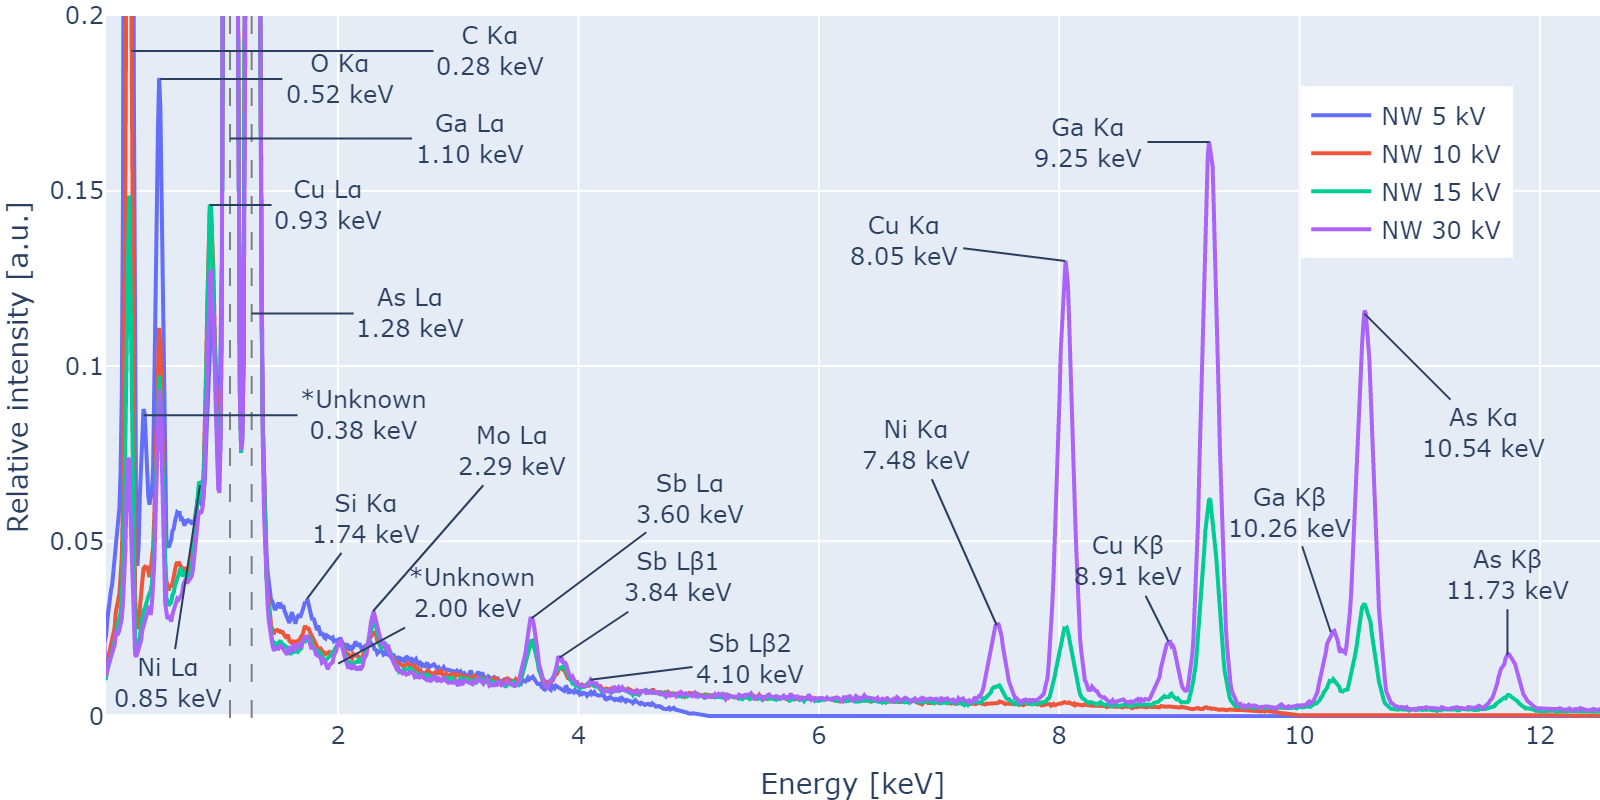 0.2
0.15
0.1
0.05
0
Relative intensity [a.u.]
C Kα
0.28 keV
O Kα
0.52 keV
Ga Lα
1.10 keV
Cu Lα
0.93 keV
As Lα
1.28 keV
*Unknown
0.38 keV
Mo Lα
2.29 keV
Si Kα
1.74 keV
*Unknown
2.00 keV
Ni Lα
0.85 keV
Sb Lα
3.60 keV
Sb Lβ1
3.84 keV
Sb Lβ2
4.10 keV
Ni Kα
7.48 keV
Cu Kα
8.05 keV
Cu Kβ
8.91 keV
Ga Kα
9.25 keV
Ga Kβ
10.26 keV
As Kα
10.54 keV
As Kβ
11.73 keV
NW 5 kV
NW 10 kV
NW 15 kV
NW 30 kV
2
4
6
8
10
12
Energy [keV]